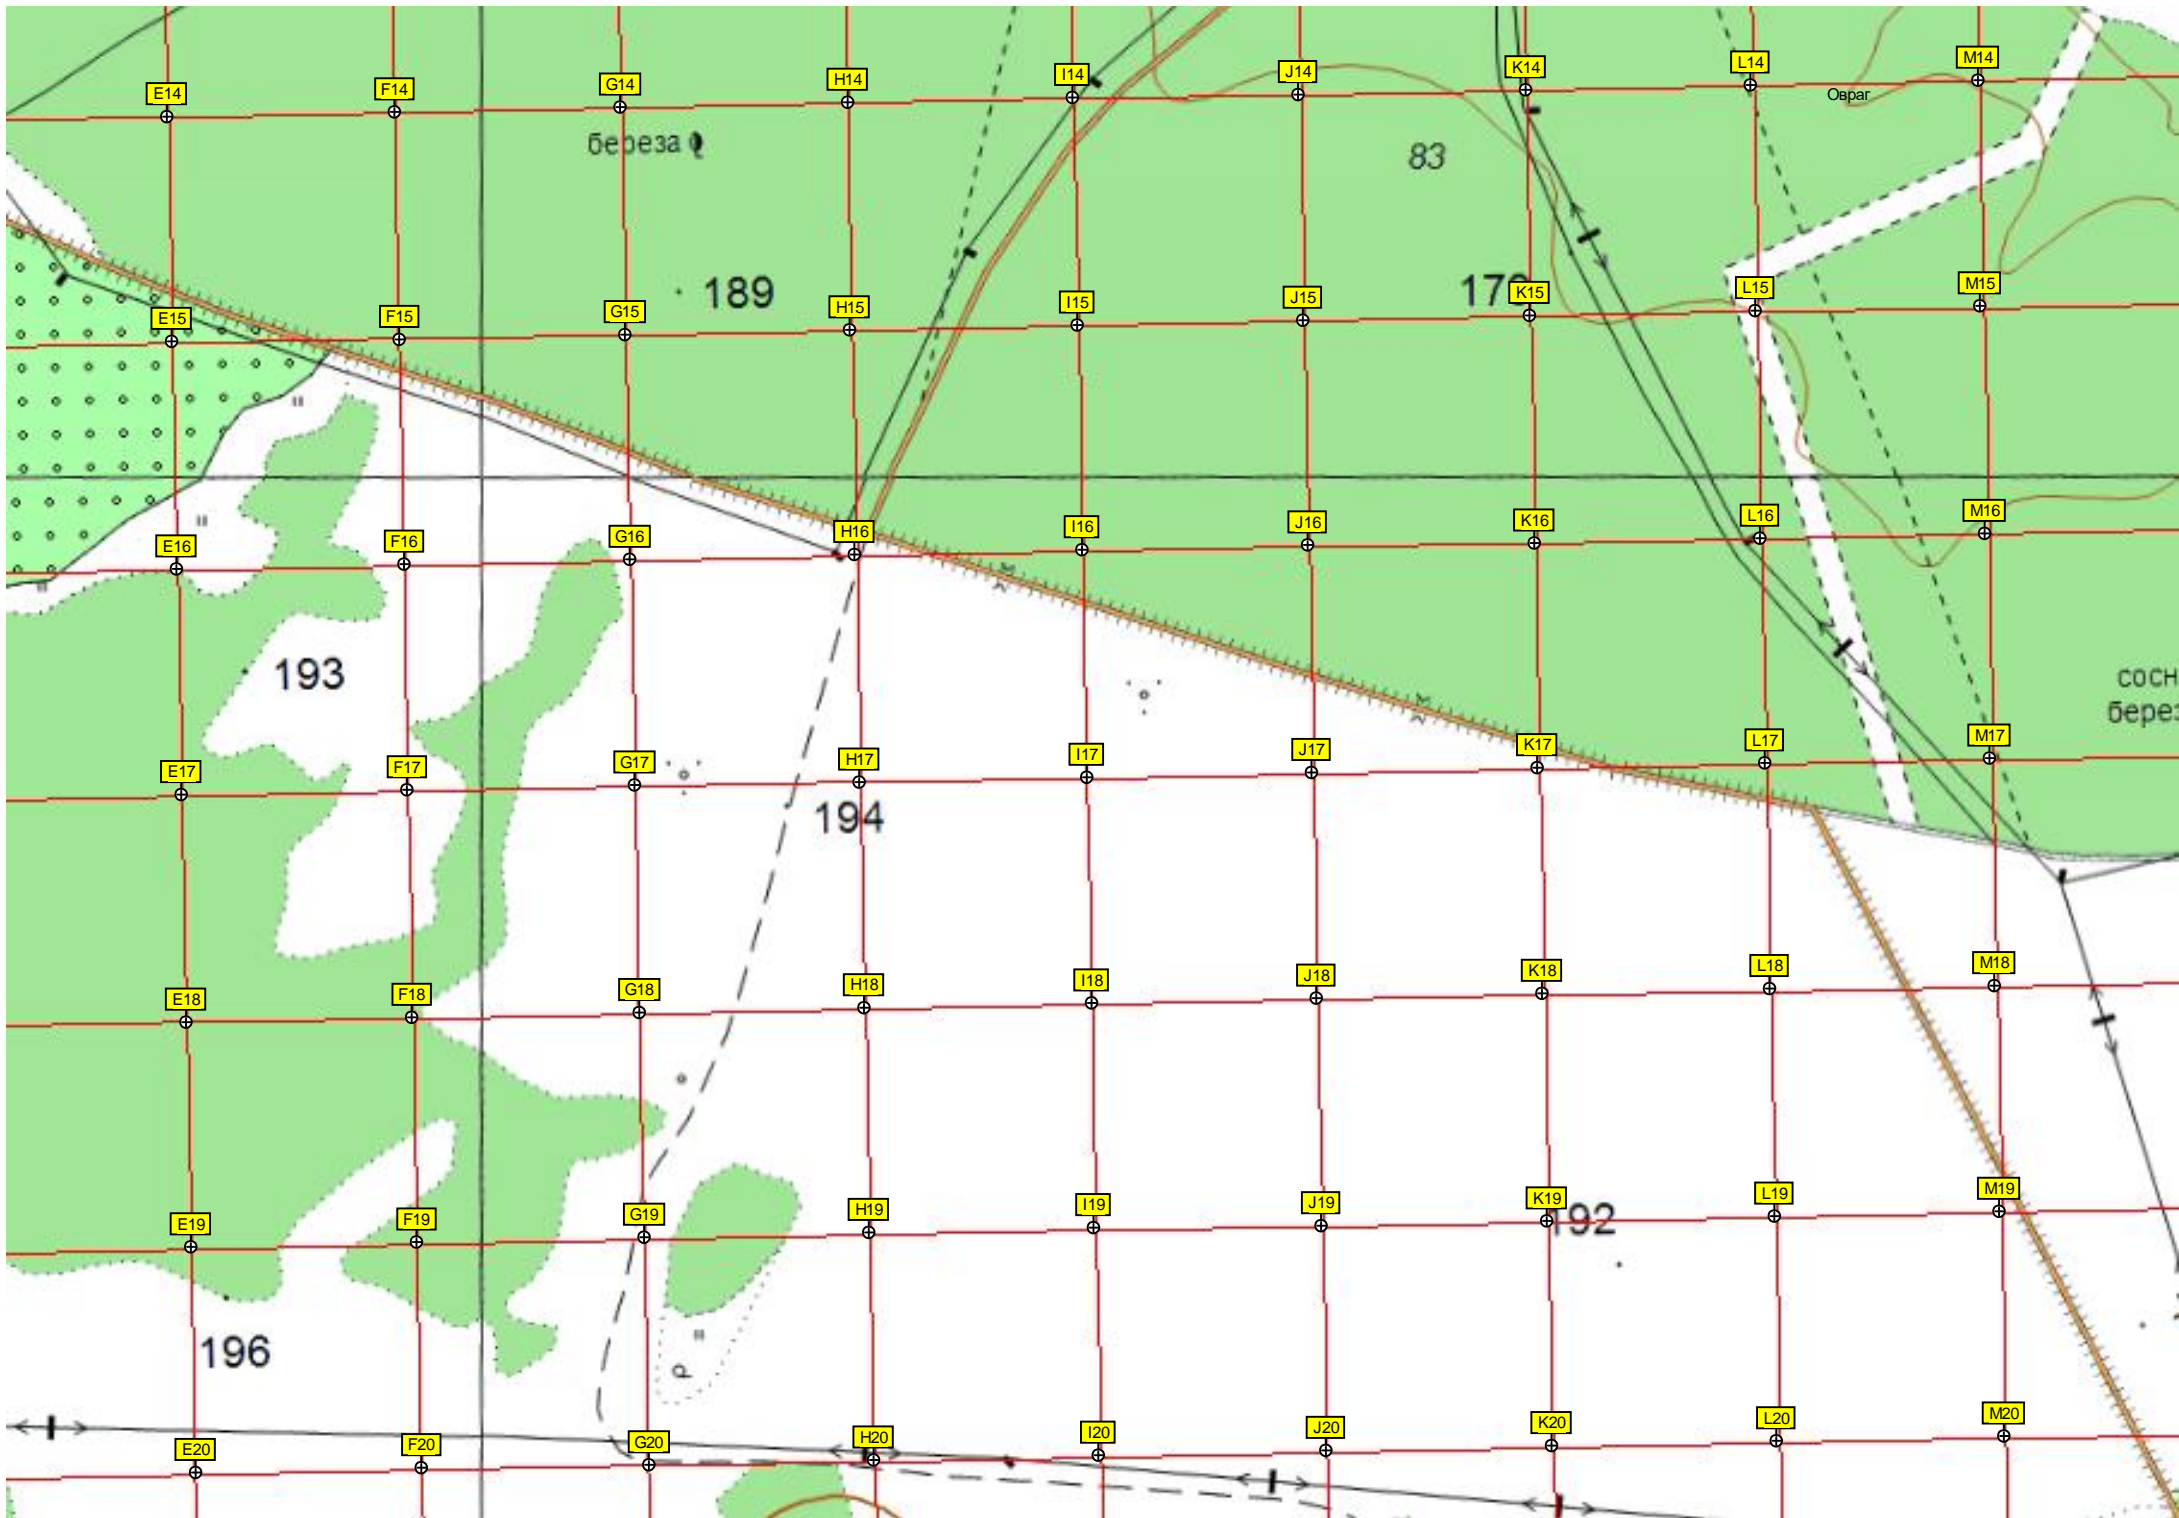 E14 F14 G14 H14 I14 J14 K14 L14 M14
Овраг
береза
83
189
E15 F15 G15 H15 I15 J15 K15 L15 M15
E16 F16 G16 H16 I16 J16 K16 L16 M16
193
E17 F17 G17 H17 I17 J17 K17 L17 M17
194
E18 F18 G18 H18 I18 J18 K18 L18 M18
E19 F19 G19 H19 I19 J19 K19 L19 M19
192
196
Р
E20 F20 G20 H20 I20 J20 K20 L20 M20